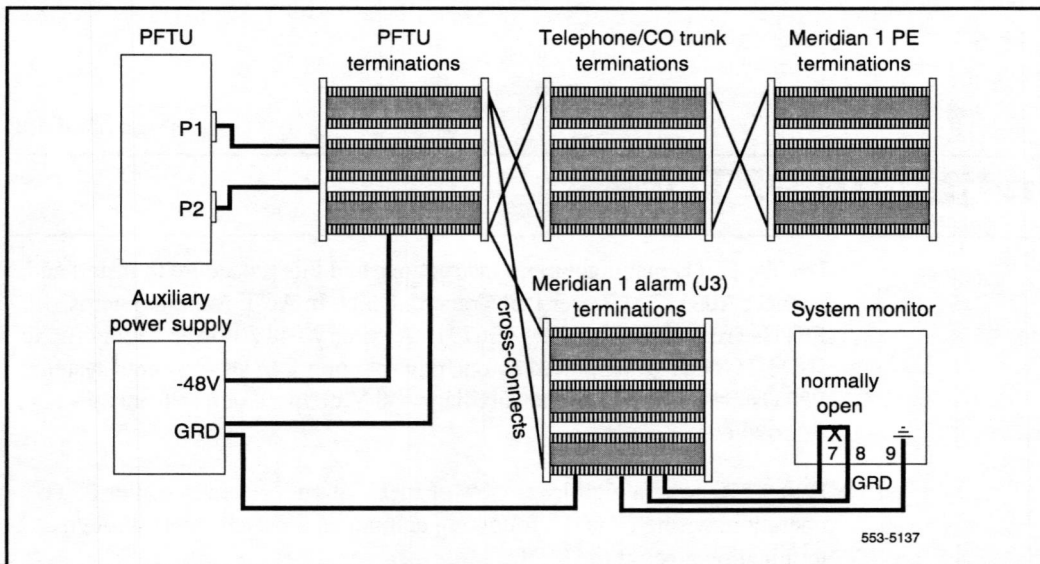 PFTU
PFTU
terminations
Telephone/CO trunk
terminations
Meridian 1 PE
terminations
P1
P2
Auxiliary
power supply
-48V
GRD
cross-connects
Meridian 1 alarm (J3)
terminations
System monitor
normally
open
X
7 8 9
GRD
553-5137